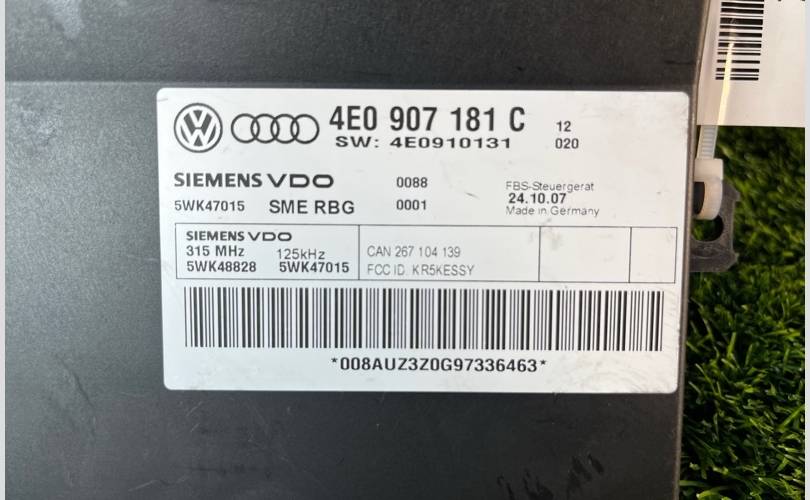 4E0 907 181 C 12
SW: 4E0910131 020
SIEMENS VDO 0088 FBS-Steuergerat
5WK47015 SME RBG 0001 24.10.07
Made in Germany
SIEMENS VDO
315 MHz 125kHz CAN 267 104 139
5WK48828 5WK47015 FCC ID. KR5KESSY
*008AUZ3Z0G97336463*